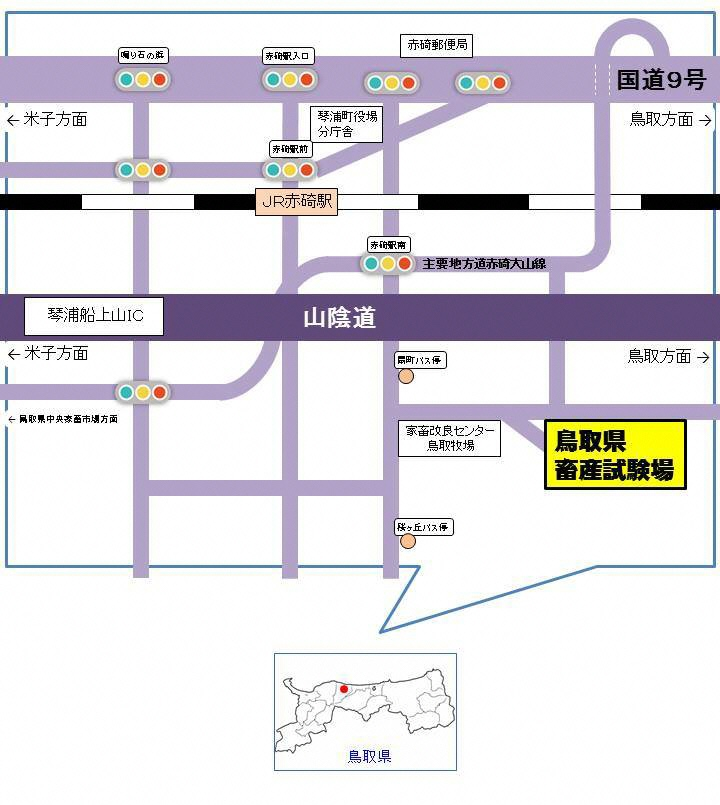 鳴り石の浜
赤碕駅入口
赤碕郵便局
国道9号
← 米子方面
琴浦町役場
分庁舎
鳥取方面 →
赤碕駅前
JR赤碕駅
赤碕駅南
主要地方道赤碕大山線
琴浦船上山IC
山陰道
← 米子方面
鳥取方面 →
扇町バス停
← 鳥取県中央家畜市場方面
家畜改良センター
鳥取牧場
鳥取県
畜産試験場
桜ヶ丘バス停
鳥取県